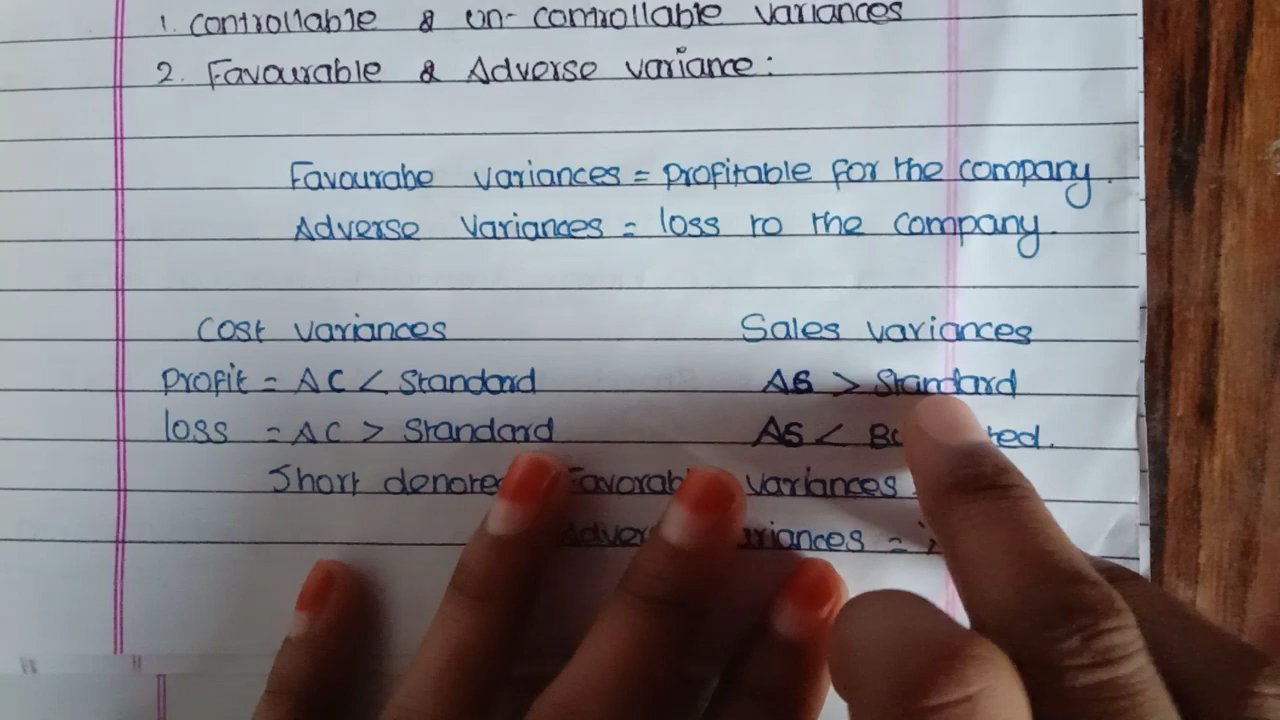 1. Controllable & un-controllable variances
2. Favourable & Adverse variance:
Favourabe variances = profitable for the company.
Adverse variances = loss to the company.
Cost variances Sales variances
Profit = AC < Standard AS > Standard
loss = AC > Standard AS <
Short variances
variances =